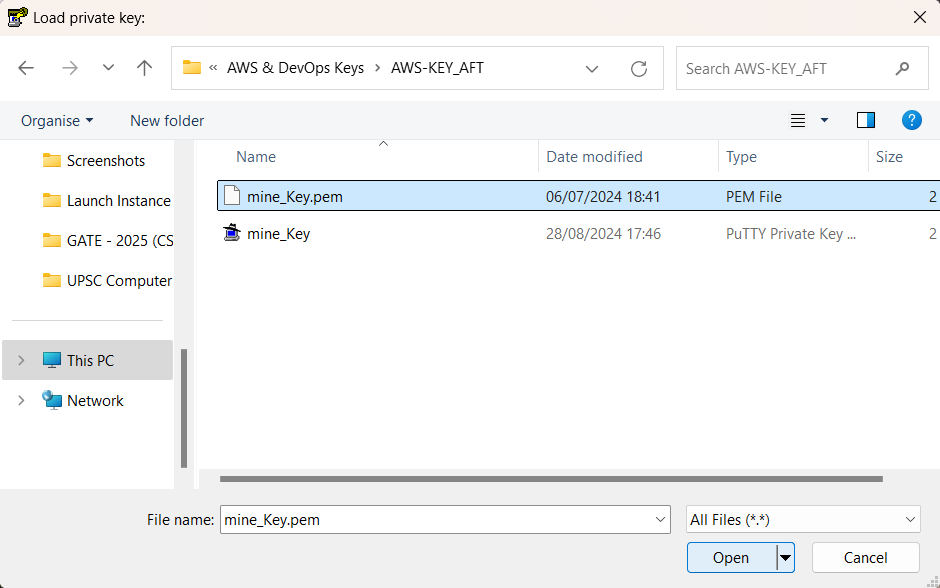 Load private key:
« AWS & DevOps Keys > AWS-KEY_AFT
Search AWS-KEY_AFT
Organise New folder
?
Name Date modified Type Size
Screenshots
Launch Instance
GATE - 2025 (CS
UPSC Computer
This PC
Network
mine_Key.pem 06/07/2024 18:41 PEM File 2
mine_Key 28/08/2024 17:46 PuTTY Private Key ... 2
File name: mine_Key.pem All Files (*.*)
Open Cancel